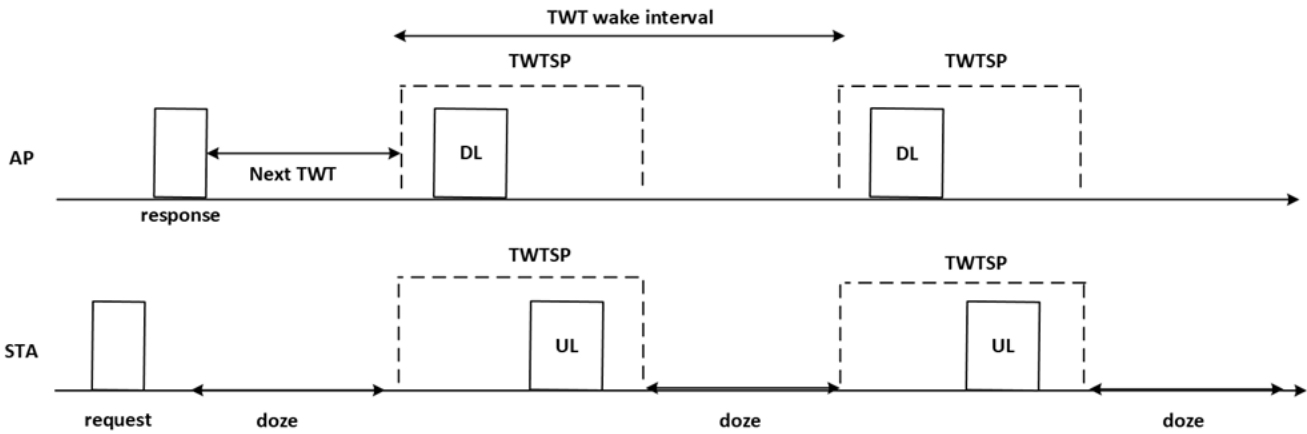 TWT wake interval
TWTSP
TWTSP
AP
DL
DL
Next TWT
response
TWTSP
TWTSP
STA
UL
UL
request
doze
doze
doze